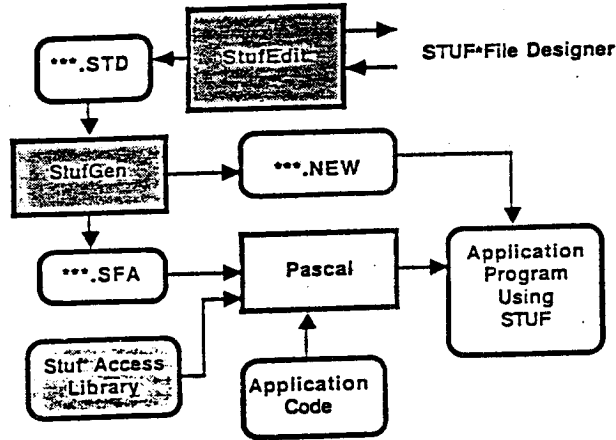 ***.STD
StufEdit
STUF*File Designer
StufGen
***.NEW
***.SFA
Pascal
Application
Program
Using
STUF
Stuf* Access
Library
Application
Code